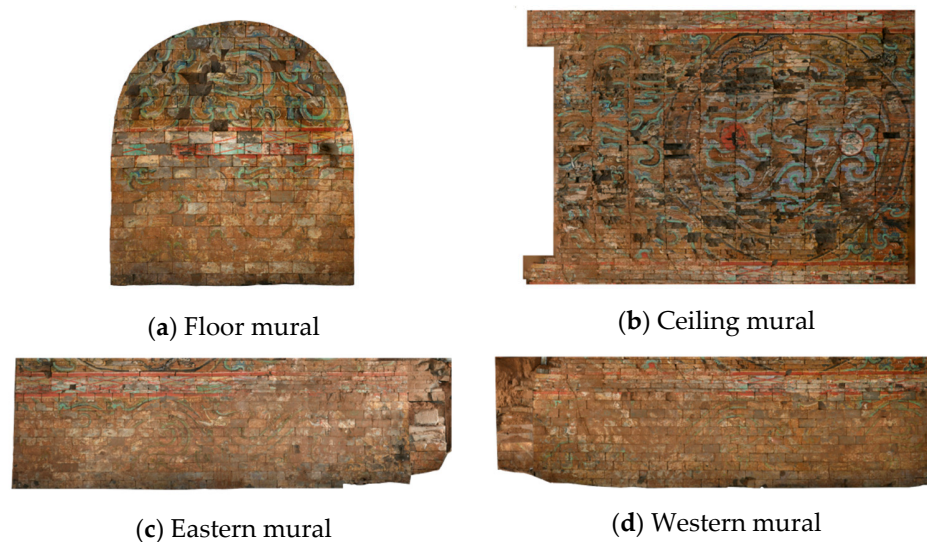 (a) Floor mural
(b) Ceiling mural
(c) Eastern mural
(d) Western mural